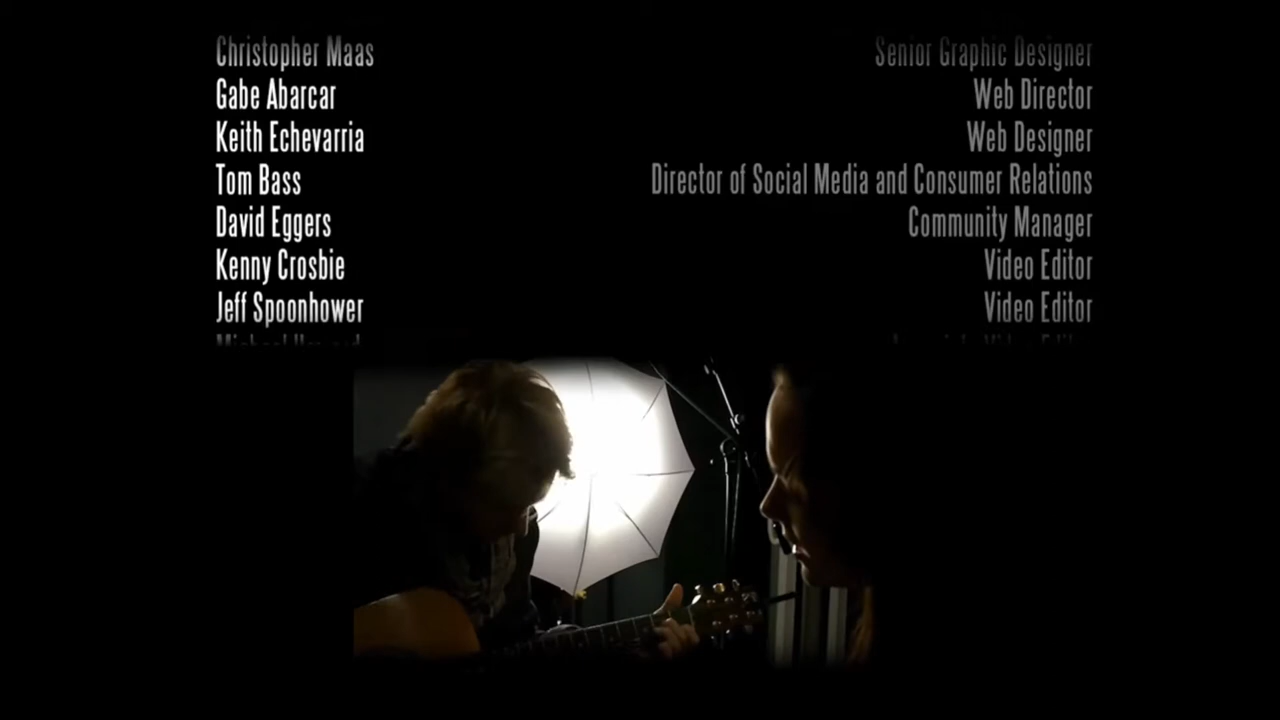 Christopher Maas Senior Graphic Designer
Gabe Abarcar Web Director
Keith Echevarria Web Designer
Tom Bass Director of Social Media and Consumer Relations
David Eggers Community Manager
Kenny Crosbie Video Editor
Jeff Spoonhower Video Editor